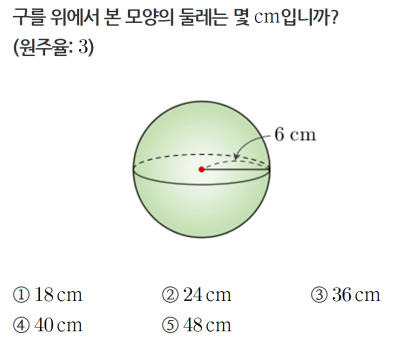 구를 위에서 본 모양의 둘레는 몇 cm입니까?
(원주율: 3)
6 cm
① 18 cm ② 24 cm ③ 36 cm
④ 40 cm ⑤ 48 cm